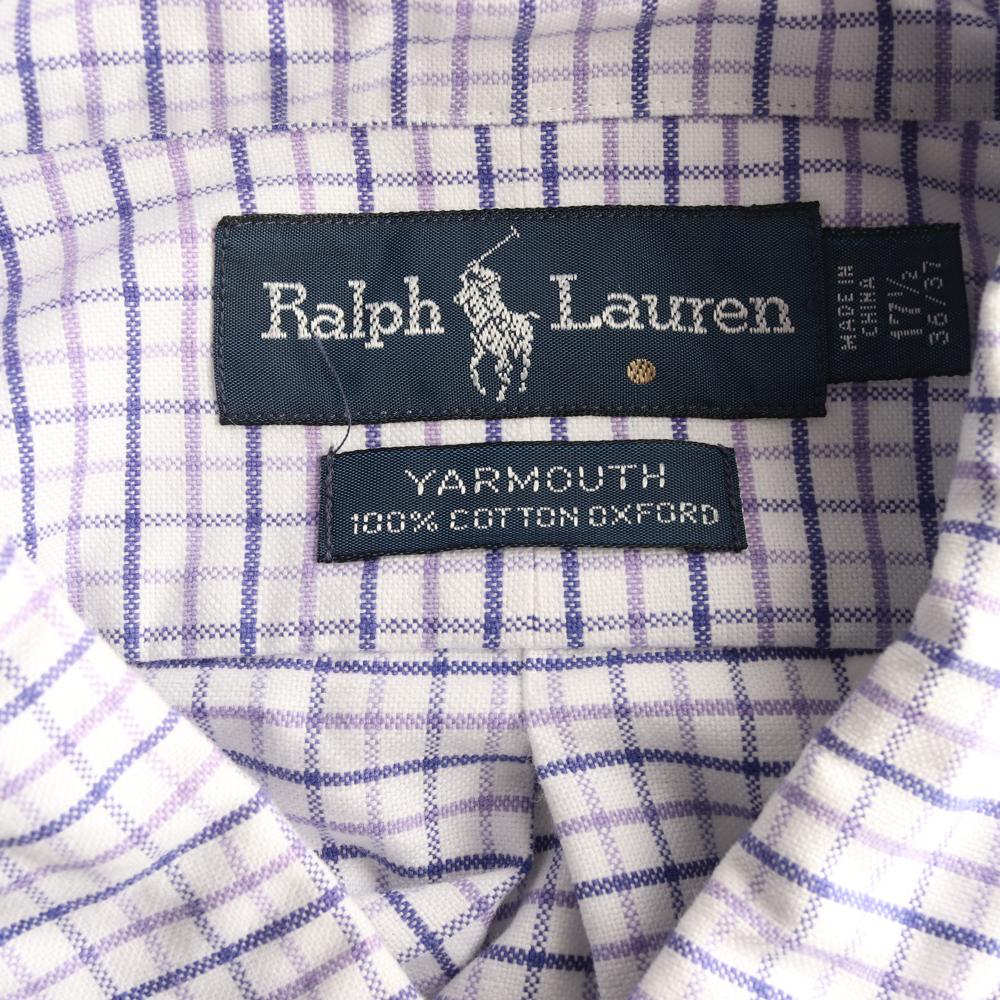 Ralph Lauren
MADE IN
CHINA
17½
36/37
YARMOUTH
100% COTTON OXFORD